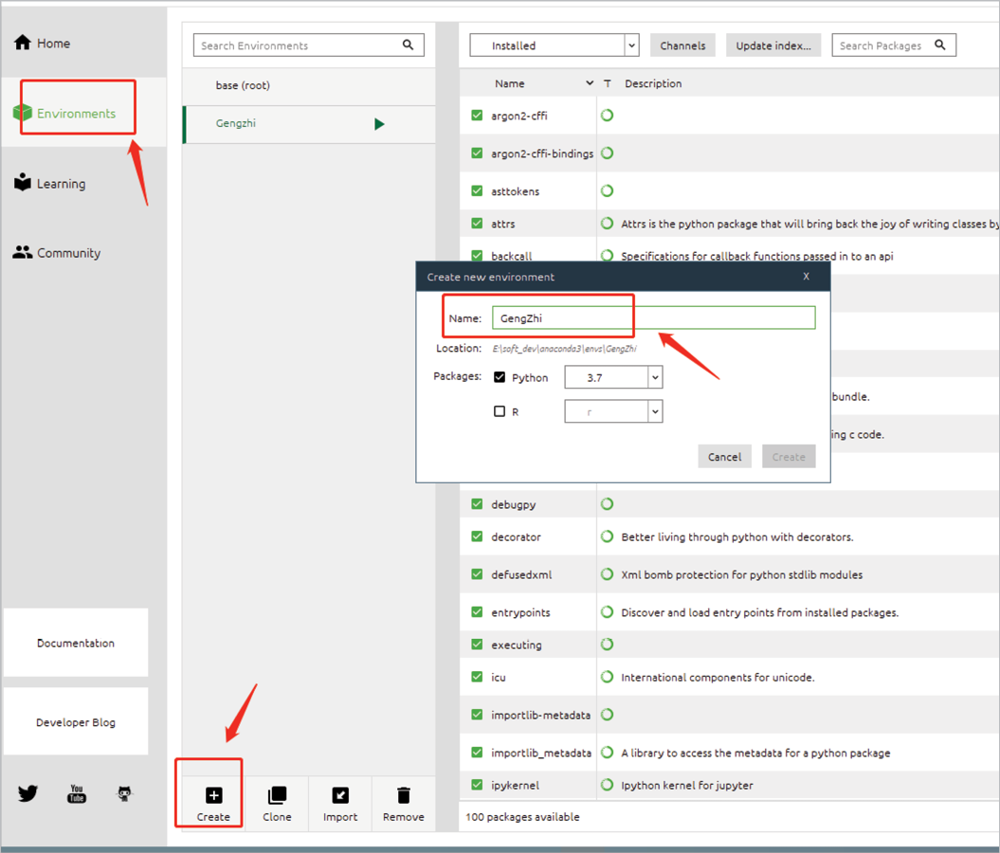 Home
Environments
Learning
Community
Documentation
Developer Blog
You
Tube
Search Environments
base (root)
Gengzhi
Create
Clone
Import
Remove
Installed
Channels
Update index...
Search Packages
Name T Description
argon2-cffi
argon2-cffi-bindings
asttokens
attrs Attrs is the python package that will bring back the joy of writing classes by
backcall Specifications for callback functions passed in to an api
Create new environment X
Name: GengZhi
Location: E:\soft_dev\anaconda3\envs\GengZhi
Packages: Python 3.7
R r
Cancel Create
bundle.
ing c code.
debugpy
decorator Better living through python with decorators.
defusedxml Xml bomb protection for python stdlib modules
entrypoints Discover and load entry points from installed packages.
executing
icu International components for unicode.
importlib-metadata
importlib_metadata A library to access the metadata for a python package
ipykernel Ipython kernel for jupyter
100 packages available